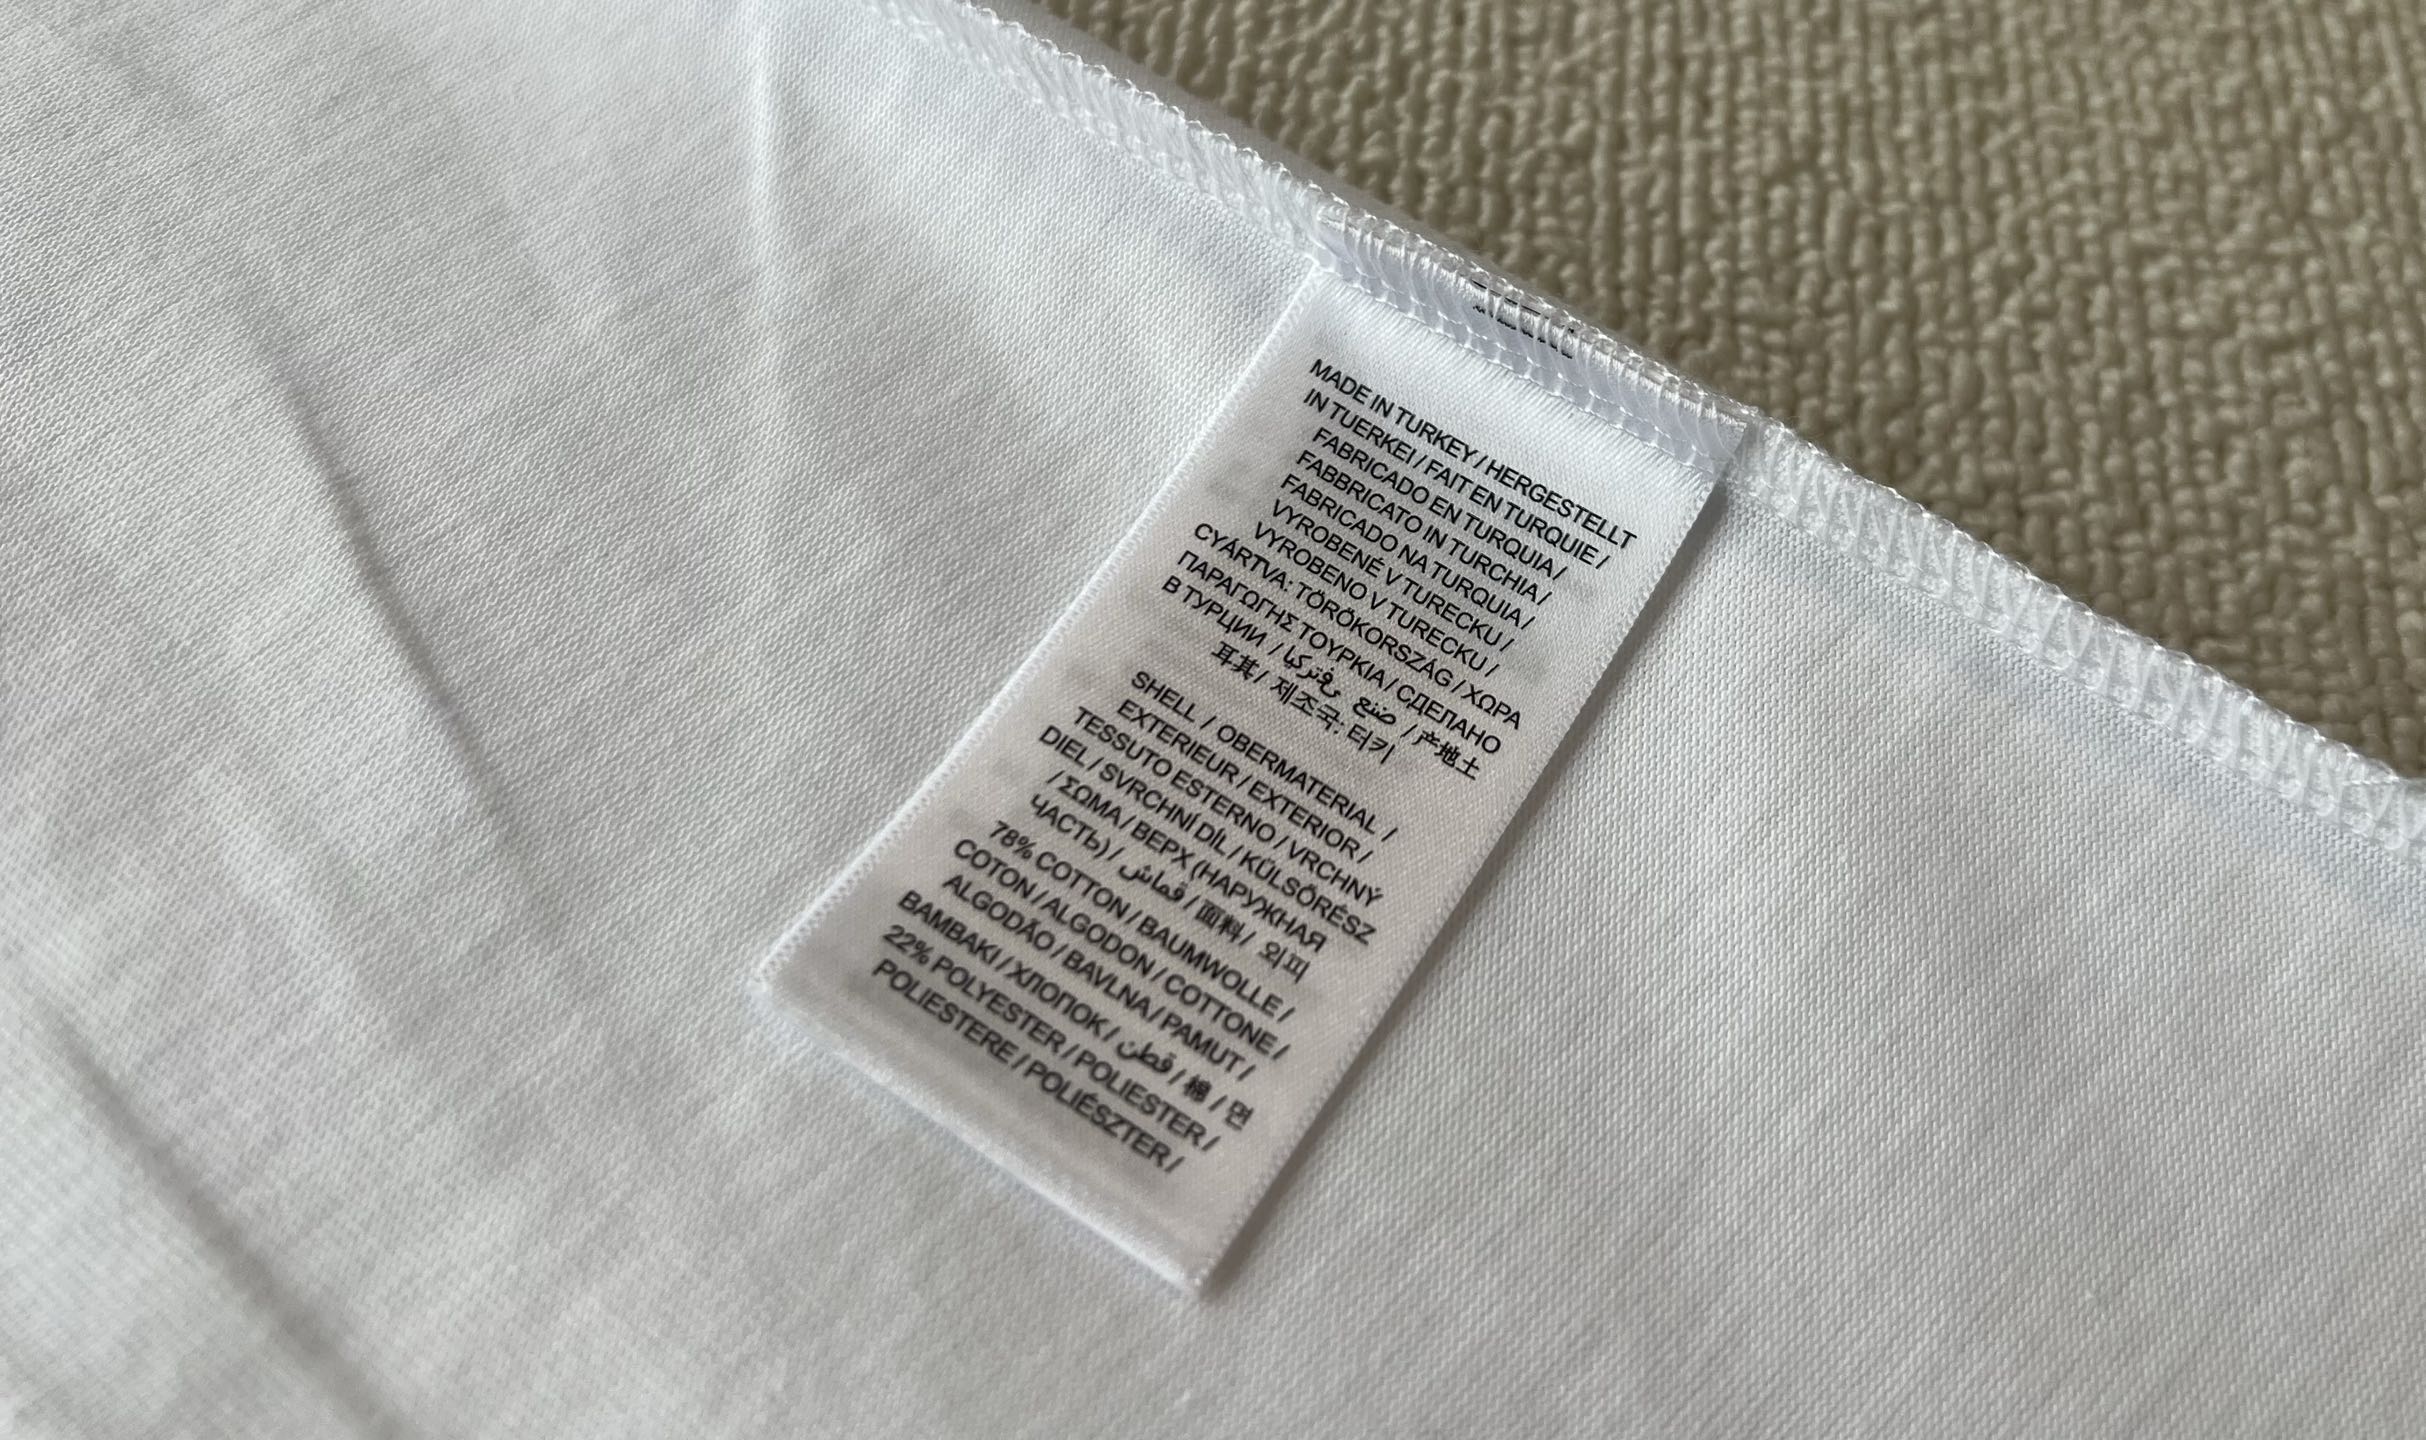 MADE IN TURKEY / HERGESTELLT
IN TUERKEI / FAIT EN TURQUIE /
FABRICADO EN TURQUIA /
FABBRICATO IN TURCHIA /
FABRICADO NA TURQUIA /
VYROBENÉ V TURECKU /
VYROBENO V TURECKU /
CYÁRTVA: TÖRÖKORSZÁG / ΧΩΡΑ
ΠΑΡΑΓΩΓΗΣ ΤΟΥΡΚΙΑ / СДЕЛАНО
В ТУРЦИИ / صنع في تركيا / 产地土
耳其 / 제조국: 터키
SHELL / OBERMATERIAL /
EXTERIEUR / EXTERIOR /
TESSUTO ESTERNO / VRCHNÝ
DIEL / SVRCHNÍ DÍL / KÜLSŐRÉSZ
/ ΣΩΜΑ / ВЕРХ (НАРУЖНАЯ
ЧАСТЬ) / قماش / 面料 / 외피
78% COTTON / BAUMWOLLE /
COTON / ALGODON / COTTONE /
ALGODÃO / BAVLNA / PAMUT /
BAMBAKI / ХЛОПОК / قطن / 棉 / 면
22% POLYESTER / POLIESTER /
POLIESTERE / POLIÉSZTER /